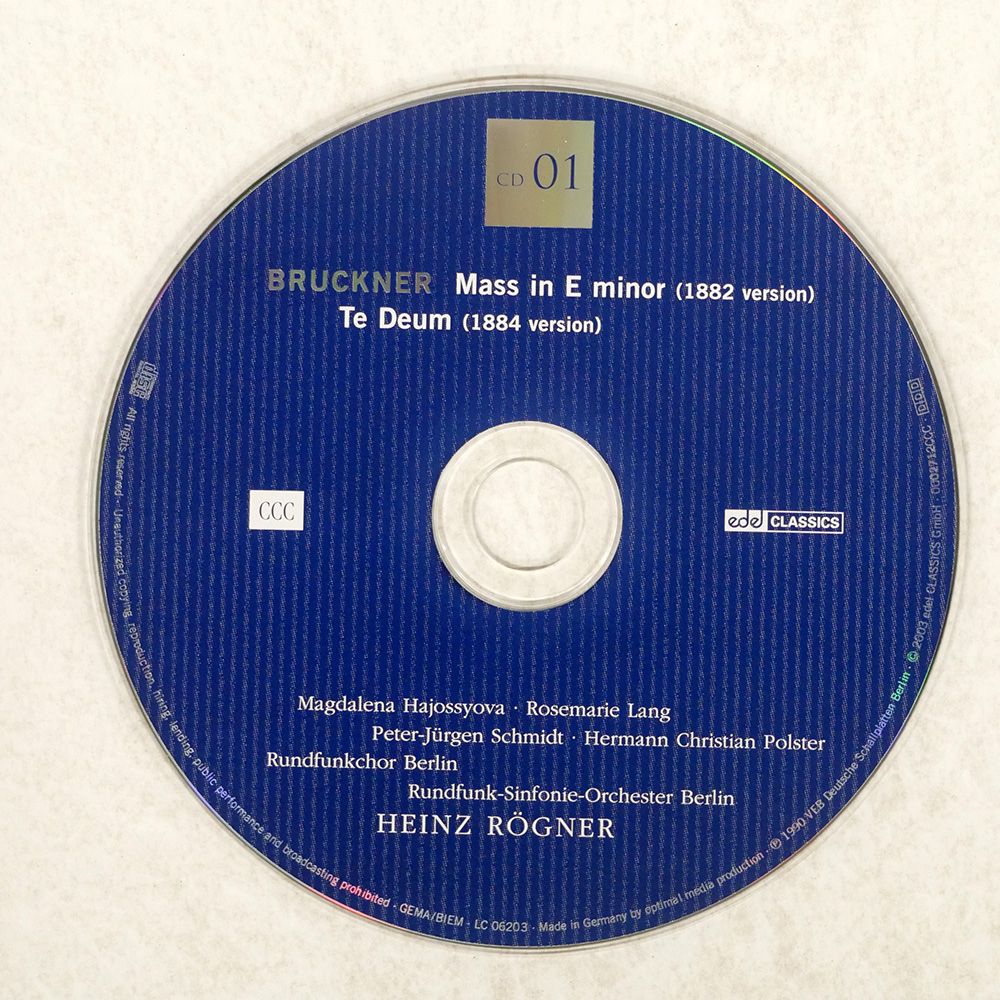 CD 01
BRUCKNER Mass in E minor (1882 version)
Te Deum (1884 version)
CCC
edel CLASSICS
Magdalena Hajossyova · Rosemarie Lang
Peter-Jürgen Schmidt · Hermann Christian Polster
Rundfunkchor Berlin
Rundfunk-Sinfonie-Orchester Berlin
HEINZ RÖGNER
disc
All rights reserved · Unauthorized copying, reproduction, hiring, lending, public performance and broadcasting prohibited - GEMA/BIEM - LC 06203 · Made in Germany by optimal media production · ℗ 1990 VEB Deutsche Schallplatten Berlin · © 2003 edel CLASSICS GmbH · 0002712CCC · DDD